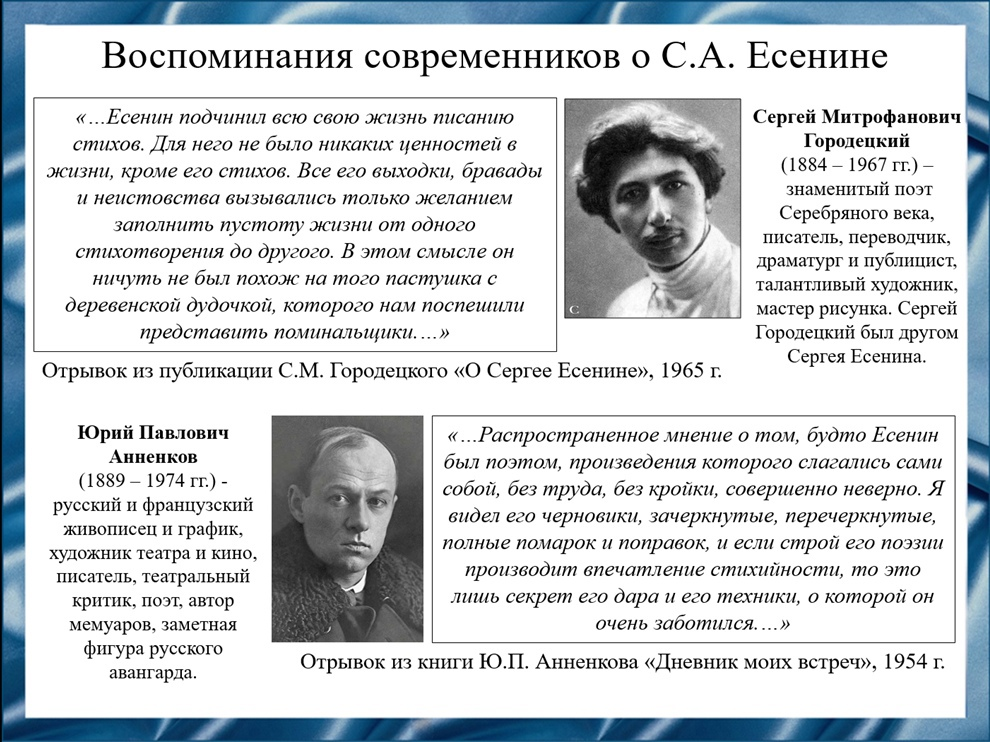 Воспоминания современников о С.А. Есенине
«…Есенин подчинил всю свою жизнь писанию
стихов. Для него не было никаких ценностей в
жизни, кроме его стихов. Все его выходки, бравады
и неистовства вызывались только желанием
заполнить пустоту жизни от одного
стихотворения до другого. В этом смысле он
ничуть не был похож на того пастушка с
деревенской дудочкой, которого нам поспешили
представить поминальщики.…»
С
Сергей Митрофанович
Городецкий
(1884 – 1967 гг.) –
знаменитый поэт
Серебряного века,
писатель, переводчик,
драматург и публицист,
талантливый художник,
мастер рисунка. Сергей
Городецкий был другом
Сергея Есенина.
Отрывок из публикации С.М. Городецкого «О Сергее Есенине», 1965 г.
Юрий Павлович
Анненков
(1889 – 1974 гг.) -
русский и французский
живописец и график,
художник театра и кино,
писатель, театральный
критик, поэт, автор
мемуаров, заметная
фигура русского
авангарда.
«…Распространенное мнение о том, будто Есенин
был поэтом, произведения которого слагались сами
собой, без труда, без кройки, совершенно неверно. Я
видел его черновики, зачеркнутые, перечеркнутые,
полные помарок и поправок, и если строй его поэзии
производит впечатление стихийности, то это
лишь секрет его дара и его техники, о которой он
очень заботился.…»
Отрывок из книги Ю.П. Анненкова «Дневник моих встреч», 1954 г.